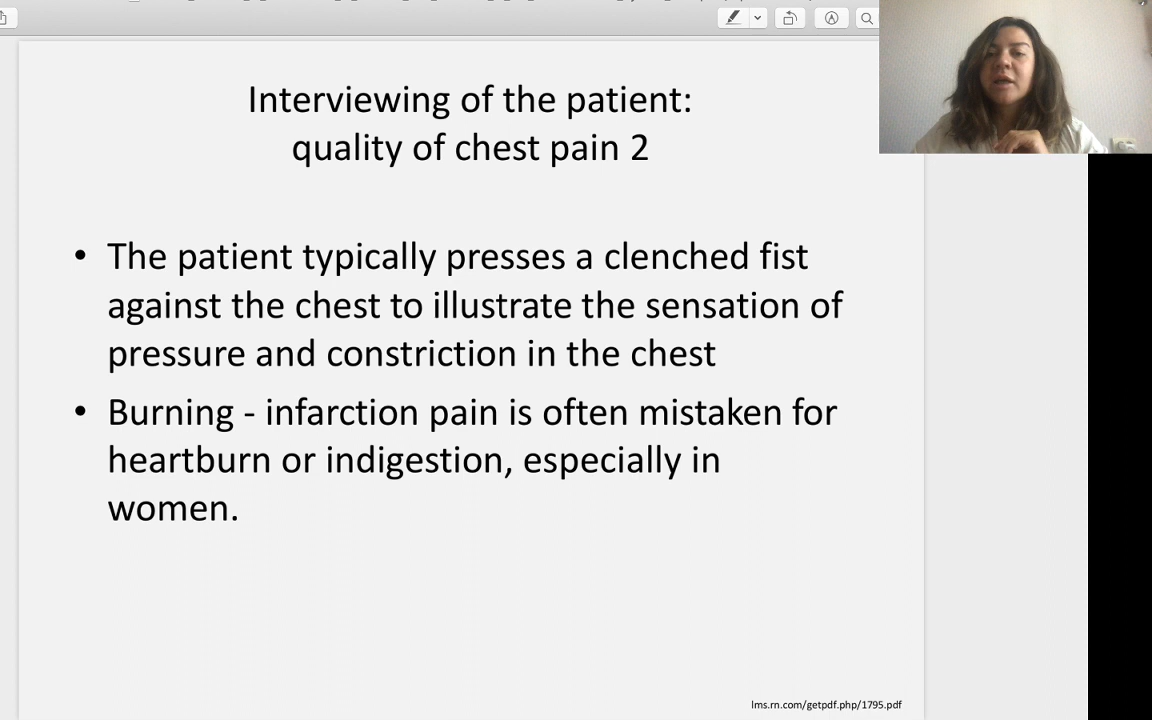 Interviewing of the patient:
quality of chest pain 2
• The patient typically presses a clenched fist
against the chest to illustrate the sensation of
pressure and constriction in the chest
• Burning - infarction pain is often mistaken for
heartburn or indigestion, especially in
women.
lms.rn.com/getpdf.php/1795.pdf